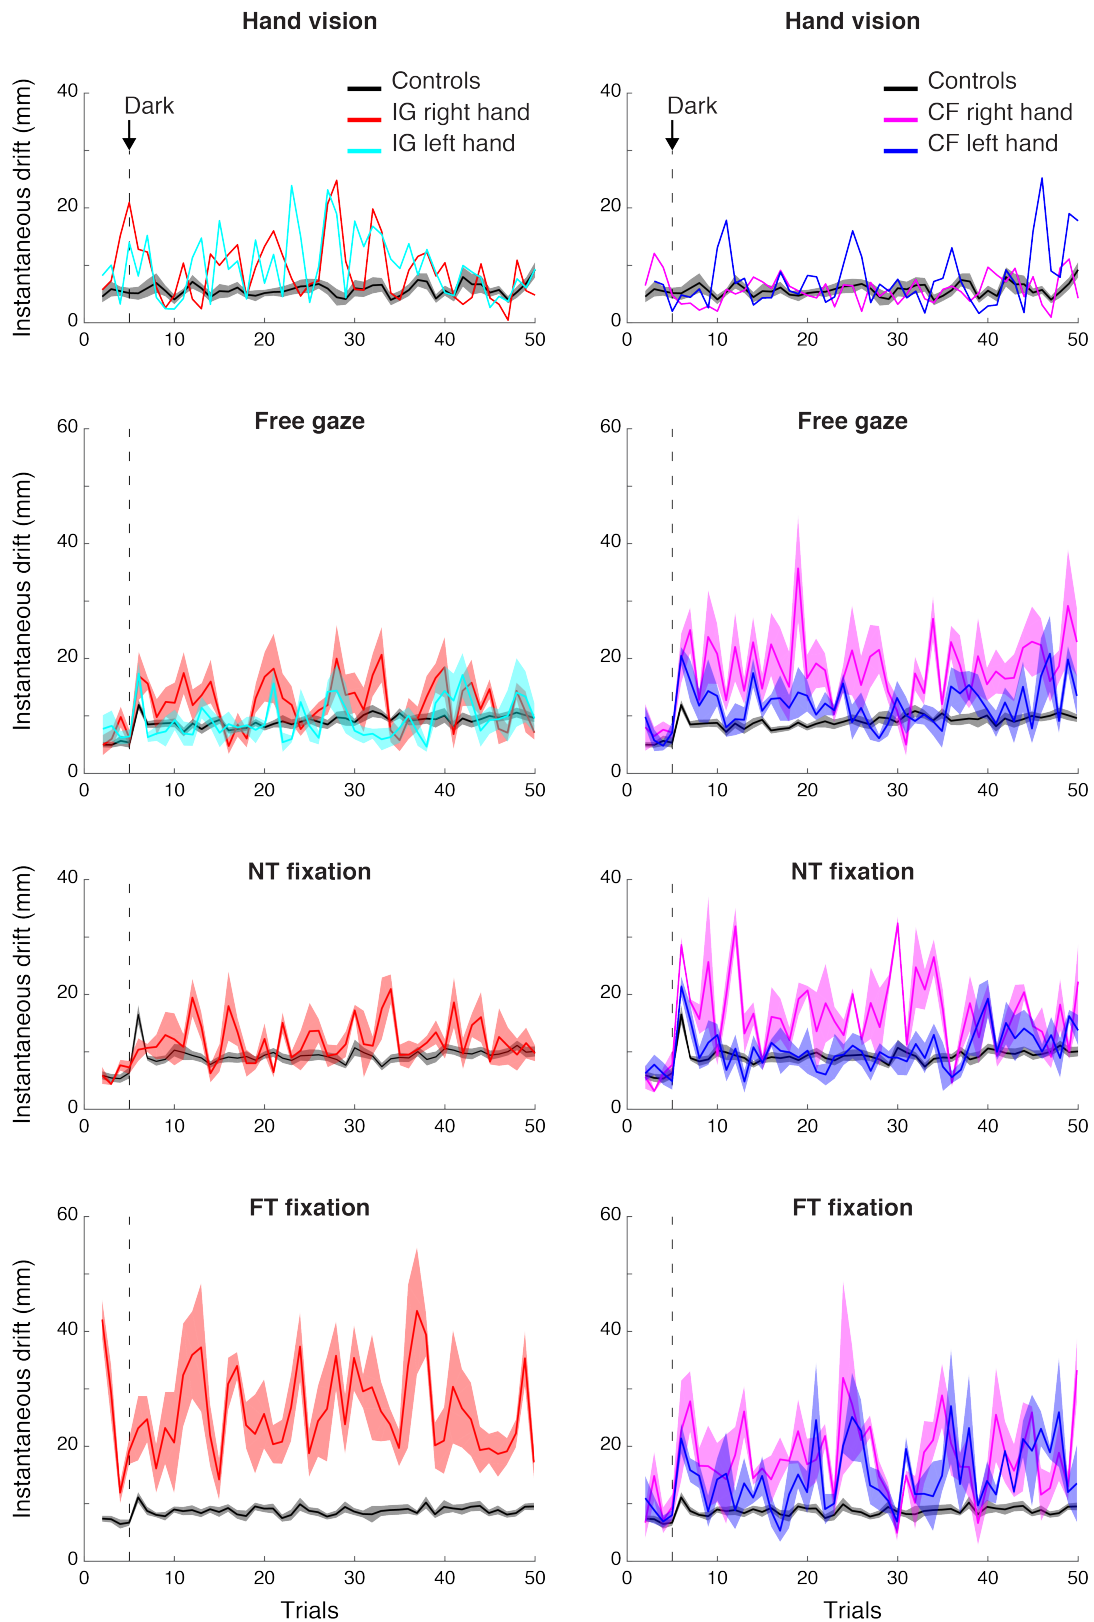 Hand vision
Hand vision
Instantaneous drift (mm)
40
20
0
0 10 20 30 40 50
Dark
Controls
IG right hand
IG left hand
40
20
0
0 10 20 30 40 50
Dark
Controls
CF right hand
CF left hand
Free gaze
Instantaneous drift (mm)
60
40
20
0
0 10 20 30 40 50
Free gaze
60
40
20
0
0 10 20 30 40 50
NT fixation
Instantaneous drift (mm)
40
20
0
0 10 20 30 40 50
NT fixation
40
20
0
0 10 20 30 40 50
FT fixation
Instantaneous drift (mm)
60
40
20
0
0 10 20 30 40 50
Trials
FT fixation
60
40
20
0
0 10 20 30 40 50
Trials